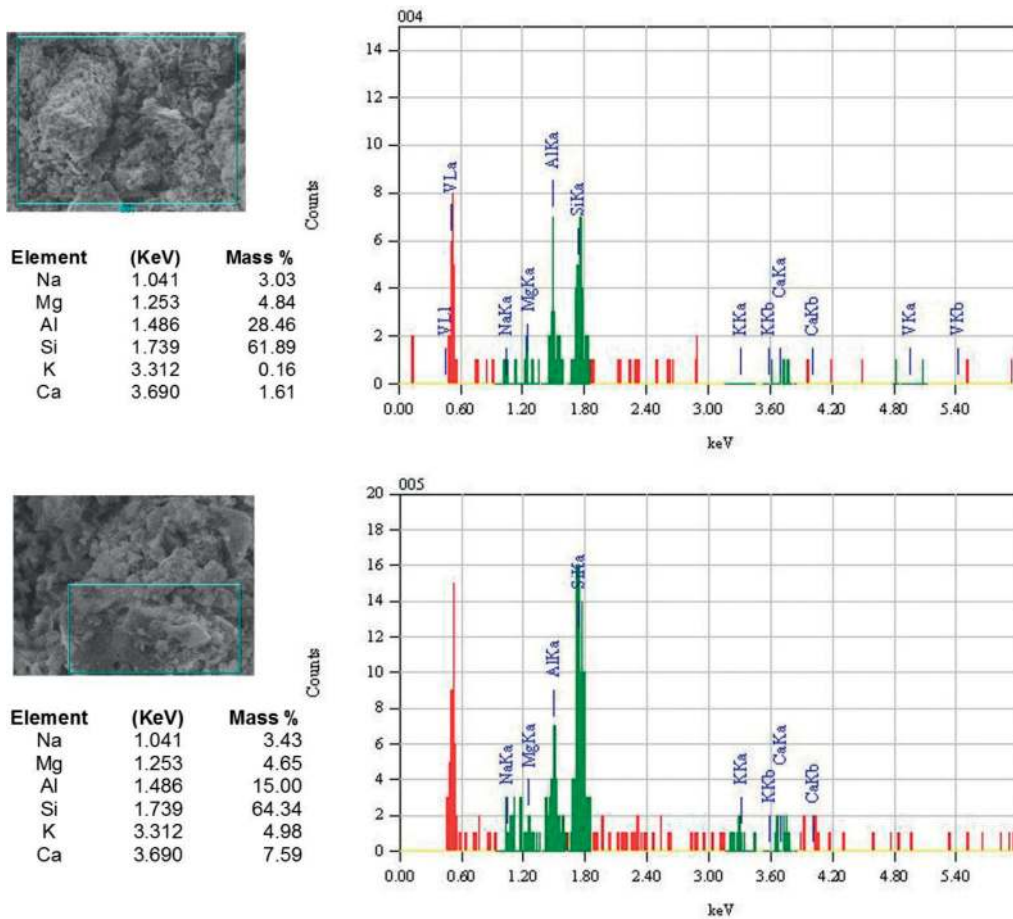 004
14
12
10
8
6
4
2
0
Counts
VLl
VLa
NaKa
MgKa
AlKa
SiKa
KKa
KKb
CaKa
CaKb
VKa
VKb
0.00 0.60 1.20 1.80 2.40 3.00 3.60 4.20 4.80 5.40
keV
Element (KeV) Mass %
Na 1.041 3.03
Mg 1.253 4.84
Al 1.486 28.46
Si 1.739 61.89
K 3.312 0.16
Ca 3.690 1.61
005
20
18
16
14
12
10
8
6
4
2
0
Counts
NaKa
MgKa
AlKa
SiKa
KKa
KKb
CaKa
CaKb
0.00 0.60 1.20 1.80 2.40 3.00 3.60 4.20 4.80 5.40
keV
Element (KeV) Mass %
Na 1.041 3.43
Mg 1.253 4.65
Al 1.486 15.00
Si 1.739 64.34
K 3.312 4.98
Ca 3.690 7.59